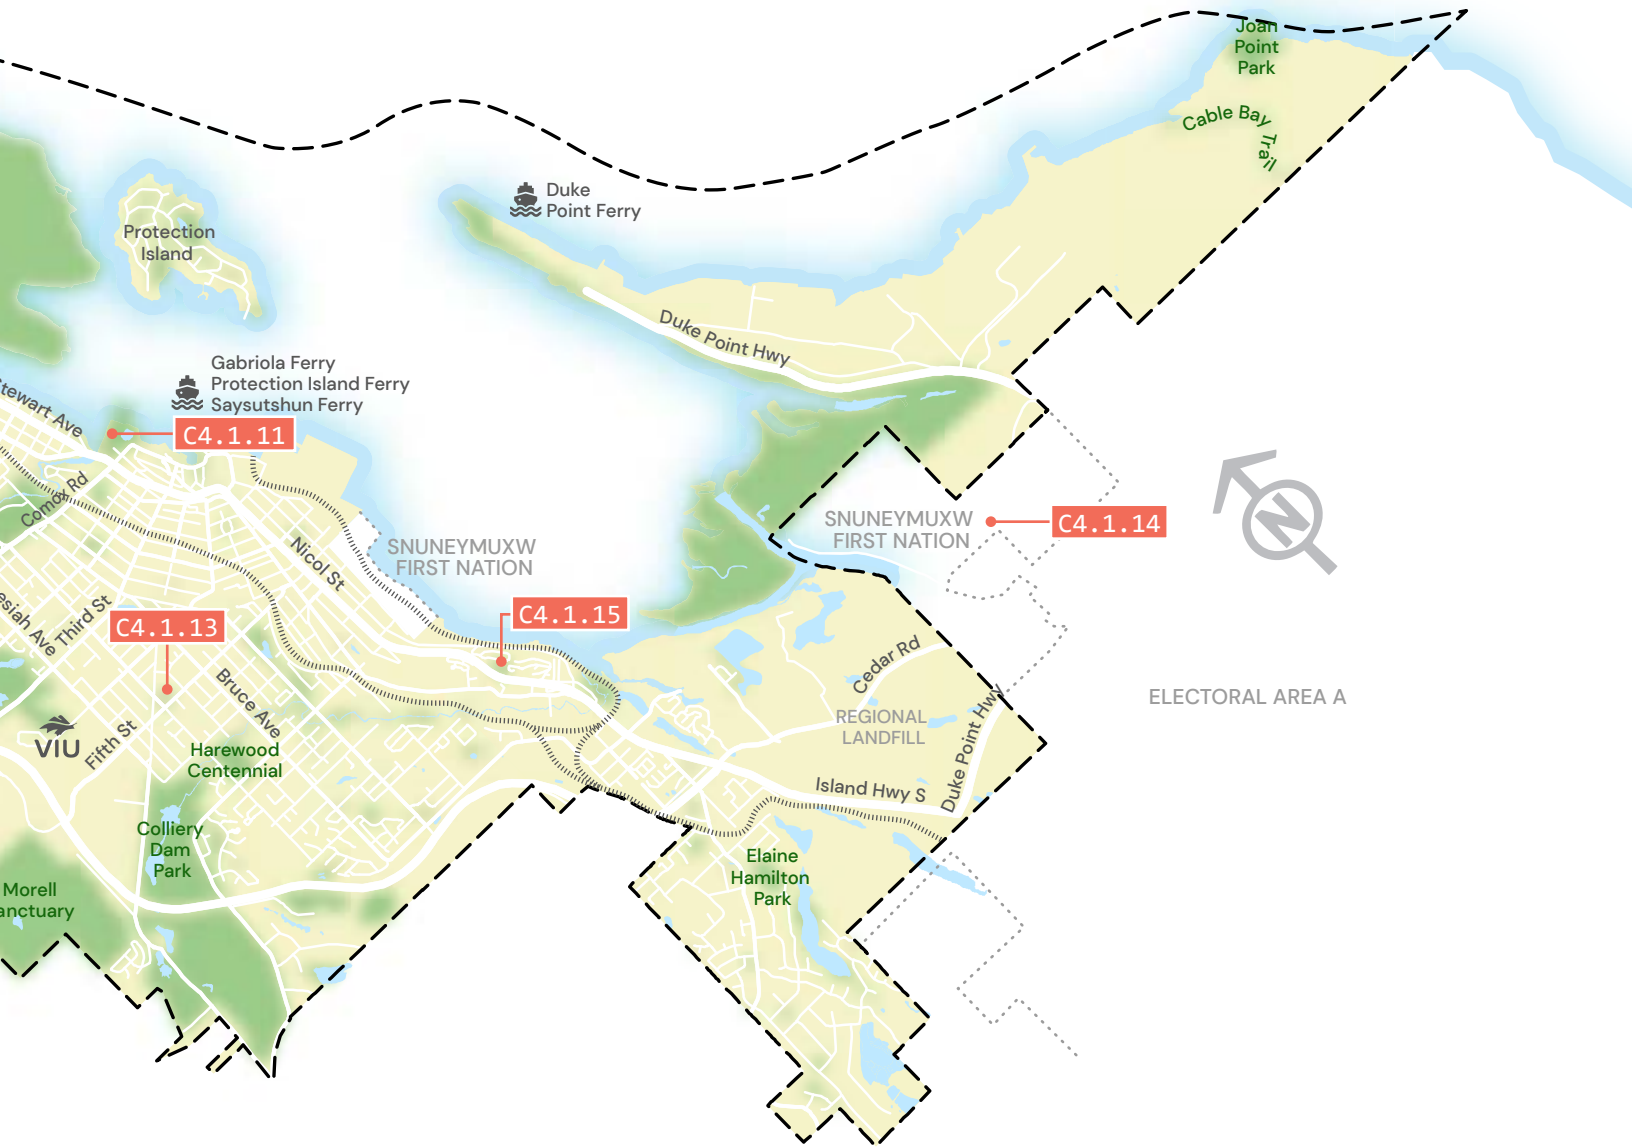 Joan
Point
Park
Cable Bay
Trail
Duke
Point Ferry
Protection
Island
Duke Point Hwy
Gabriola Ferry
Protection Island Ferry
Saysutshun Ferry
tewart Ave
C4.1.11
Comox Rd
SNUNEYMUXW
FIRST NATION
C4.1.14
N
Nicol St
SNUNEYMUXW
FIRST NATION
esiah Ave
Third St
C4.1.13
C4.1.15
Cedar Rd
Bruce Ave
ELECTORAL AREA A
REGIONAL
LANDFILL
Duke Point Hwy
VIU
Fifth St
Harewood
Centennial
Island Hwy S
Colliery
Dam
Park
Elaine
Hamilton
Park
Morell
anctuary